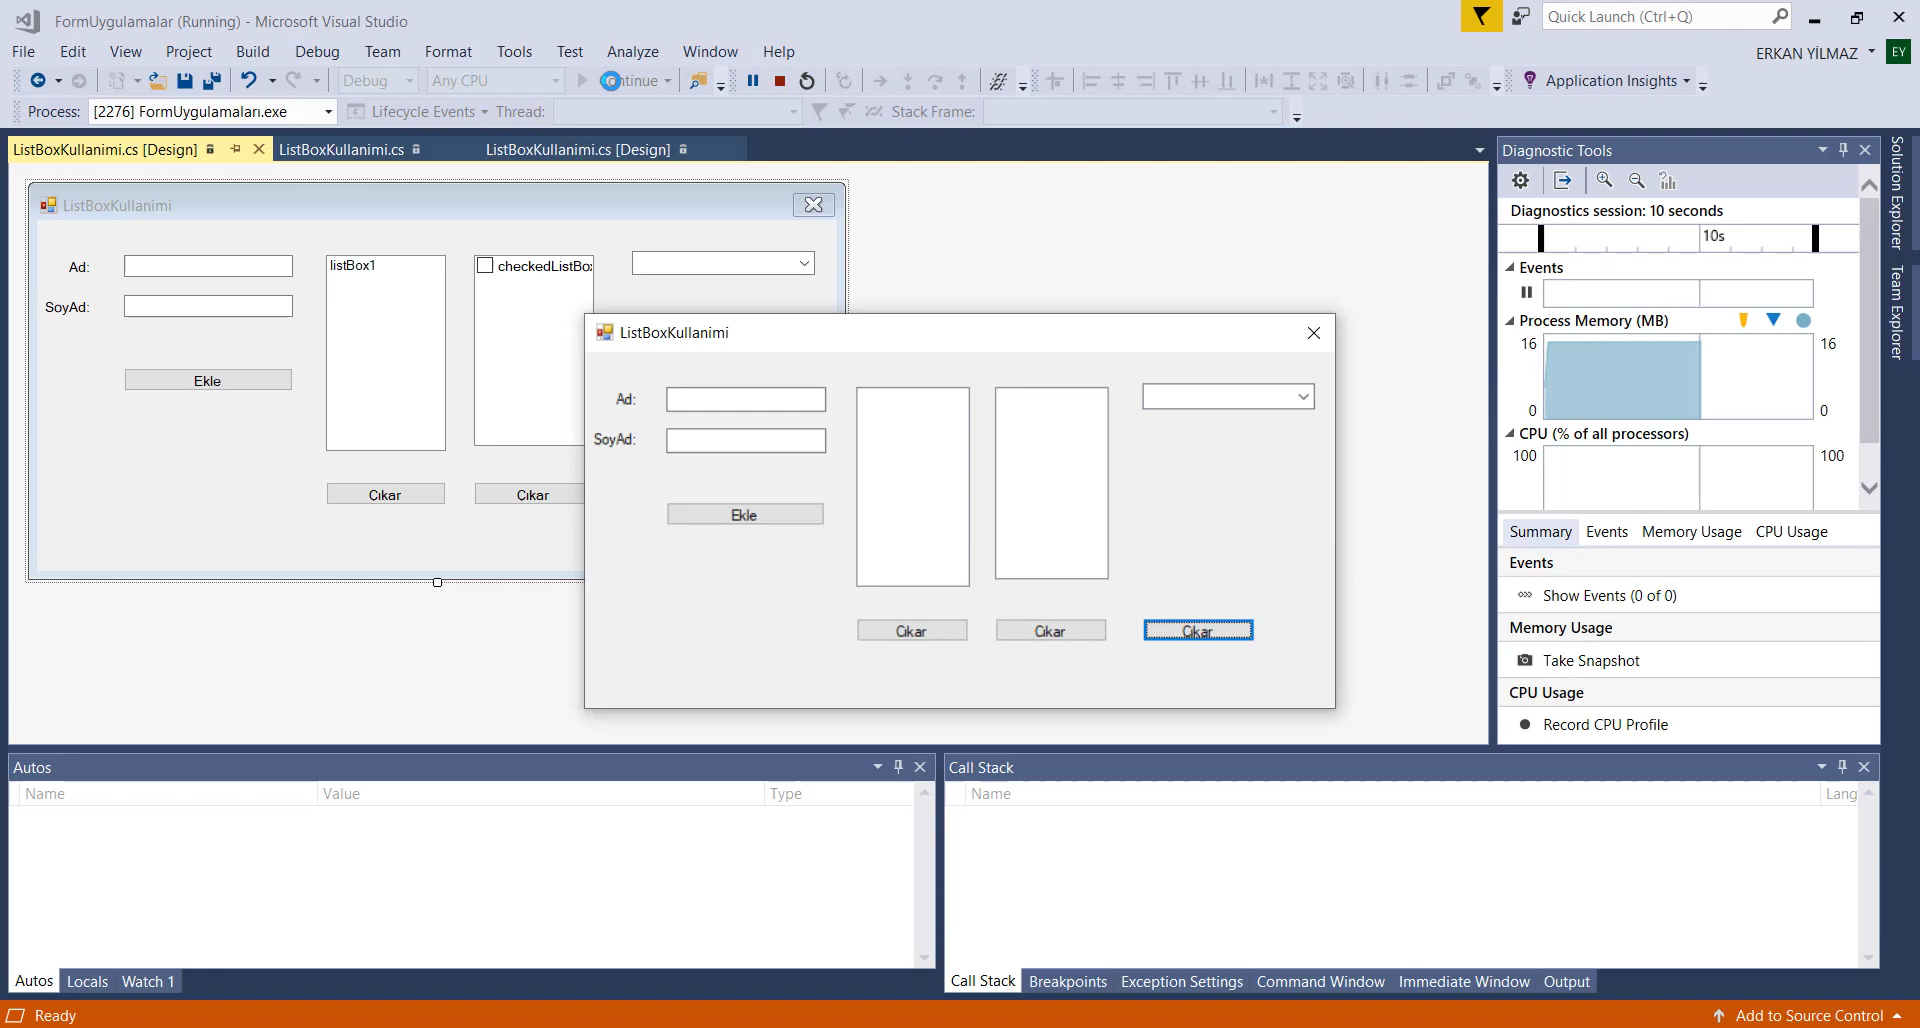 FormUygulamalar (Running) - Microsoft Visual Studio
Quick Launch (Ctrl+Q)
File Edit View Project Build Debug Team Format Tools Test Analyze Window Help
ERKAN YİLMAZ
EY
Debug
Any CPU
Application Insights
Process: [2276] FormUygulamaları.exe
Lifecycle Events
Thread:
Stack Frame:
ListBoxKullanimi.cs [Design]
ListBoxKullanimi.cs
ListBoxKullanimi.cs [Design]
ListBoxKullanimi
Ad:
listBox1
checkedListBo
SoyAd:
Ekle
Cıkar
Cıkar
ListBoxKullanimi
Ad:
SoyAd:
Ekle
Cıkar
Cıkar
Cıkar
Diagnostic Tools
Diagnostics session: 10 seconds
10s
Events
Process Memory (MB)
16
16
0
0
CPU (% of all processors)
100
100
Summary Events Memory Usage CPU Usage
Events
Show Events (0 of 0)
Memory Usage
Take Snapshot
CPU Usage
Record CPU Profile
Solution Explorer
Team Explorer
Autos
Name Value Type
Autos Locals Watch 1
Call Stack
Name Lang
Call Stack Breakpoints Exception Settings Command Window Immediate Window Output
Ready
Add to Source Control